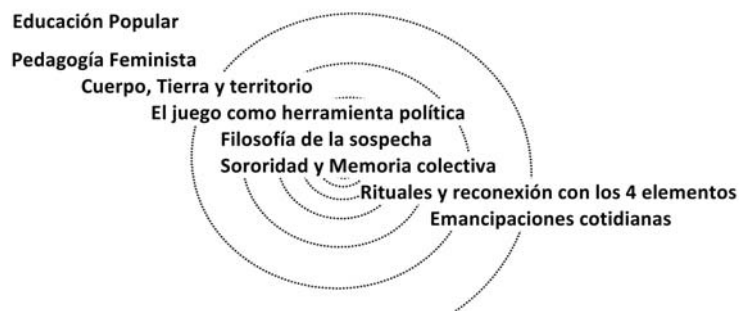 Educación Popular
Pedagogía Feminista
Cuerpo, Tierra y territorio
El juego como herramienta política
Filosofía de la sospecha
Sororidad y Memoria colectiva
Rituales y reconexión con los 4 elementos
Emancipaciones cotidianas